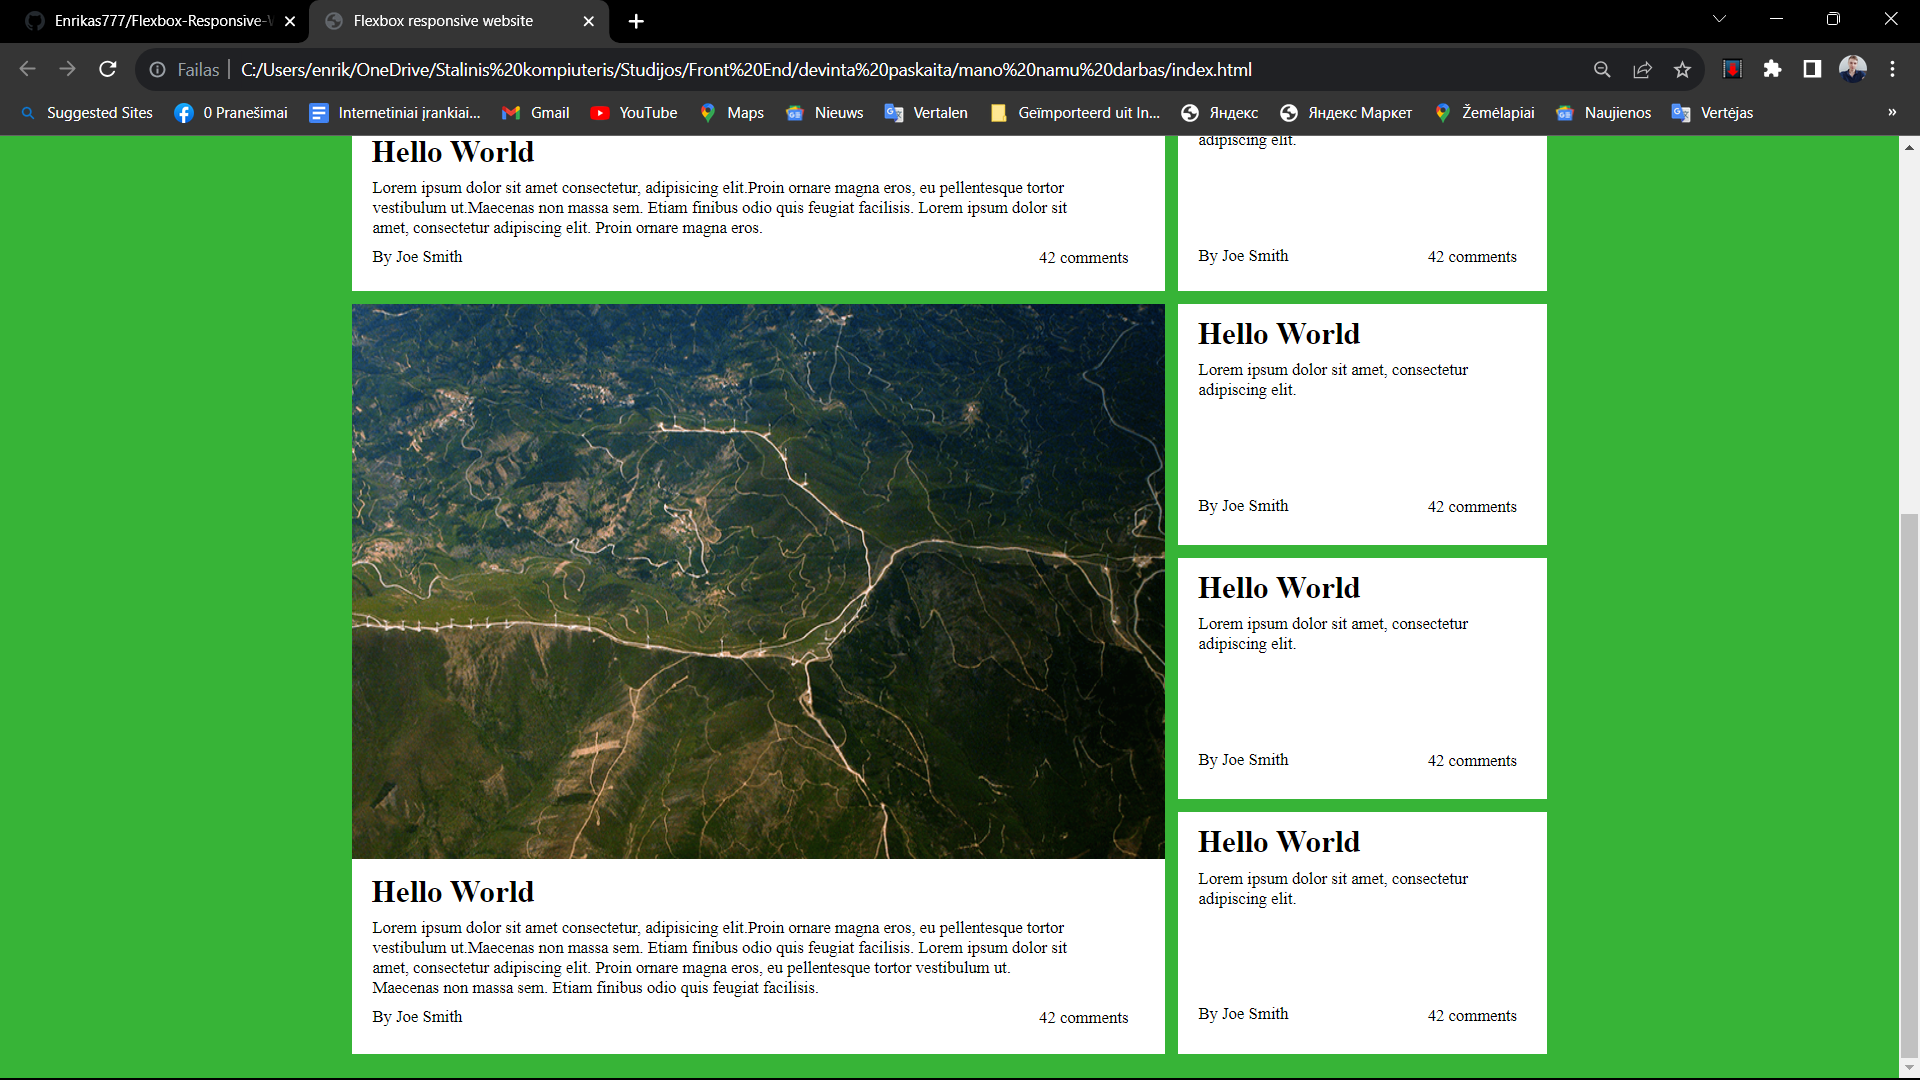 Enrikas777/Flexbox-Responsive-W
Flexbox responsive website
Failas
C:/Users/enrik/OneDrive/Stalinis%20kompiuteris/Studijos/Front%20End/devinta%20paskaita/mano%20namu%20darbas/index.html
Suggested Sites
0 Pranešimai
Internetiniai įrankiai...
Gmail
YouTube
Maps
Nieuws
Vertalen
Geïmporteerd uit In...
Яндекс
Яндекс Маркет
Žemėlapiai
Naujienos
Vertėjas
»
Hello World
Lorem ipsum dolor sit amet consectetur, adipisicing elit.Proin ornare magna eros, eu pellentesque tortor
vestibulum ut.Maecenas non massa sem. Etiam finibus odio quis feugiat facilisis. Lorem ipsum dolor sit
amet, consectetur adipiscing elit. Proin ornare magna eros.
By Joe Smith
42 comments
adipiscing elit.
By Joe Smith
42 comments
Hello World
Lorem ipsum dolor sit amet, consectetur
adipiscing elit.
By Joe Smith
42 comments
Hello World
Lorem ipsum dolor sit amet, consectetur
adipiscing elit.
By Joe Smith
42 comments
Hello World
Lorem ipsum dolor sit amet consectetur, adipisicing elit.Proin ornare magna eros, eu pellentesque tortor
vestibulum ut.Maecenas non massa sem. Etiam finibus odio quis feugiat facilisis. Lorem ipsum dolor sit
amet, consectetur adipiscing elit. Proin ornare magna eros, eu pellentesque tortor vestibulum ut.
Maecenas non massa sem. Etiam finibus odio quis feugiat facilisis.
By Joe Smith
42 comments
Hello World
Lorem ipsum dolor sit amet, consectetur
adipiscing elit.
By Joe Smith
42 comments